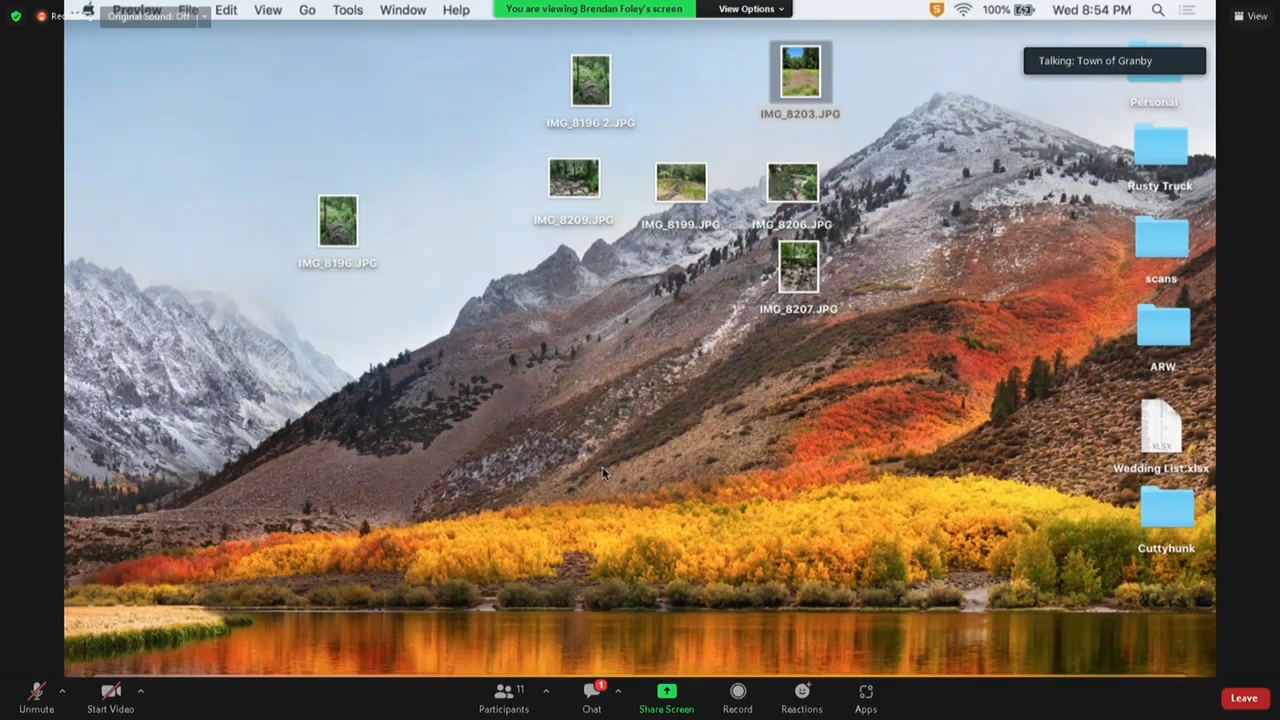 You are viewing Brendan Foley's screen
View Options
View
Original Sound: Off
Preview File Edit View Go Tools Window Help
100%
Wed 8:54 PM
Talking: Town of Granby
IMG_8196 2.JPG
IMG_8203.JPG
Personal
IMG_8209.JPG
IMG_8199.JPG
IMG_8206.JPG
Rusty Truck
IMG_8196.JPG
IMG_8207.JPG
scans
ARW
XLSX
Wedding List.xlsx
Cuttyhunk
Unmute
Start Video
Participants
11
Chat
1
Share Screen
Record
Reactions
Apps
Leave